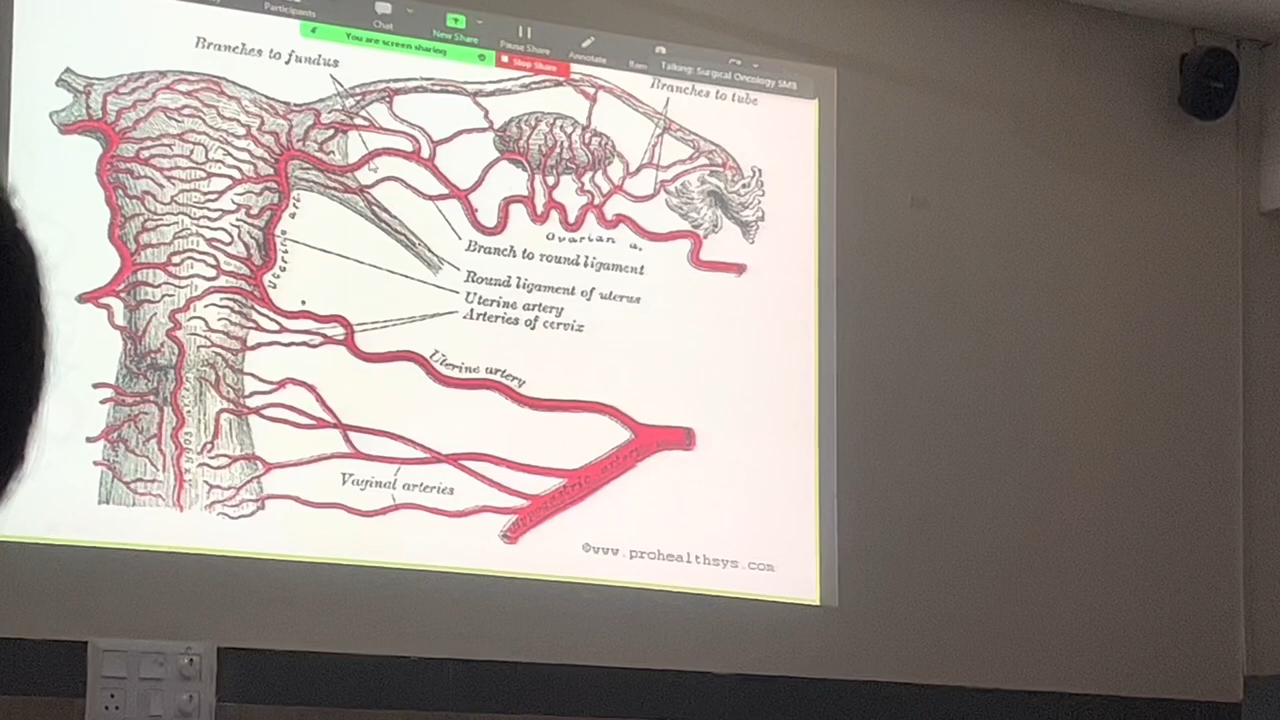 Participants
Chat
New Share
Pause Share
Annotate
You are screen sharing
Stop Share
Talking: Surgical Oncology SMS
Branches to fundus
Branches to tube
Uterine art.
Ovarian a.
Branch to round ligament
Round ligament of uterus
Uterine artery
Arteries of cervix
Uterine artery
Vaginal arteries
Hypogastric artery
©www.prohealthsys.com